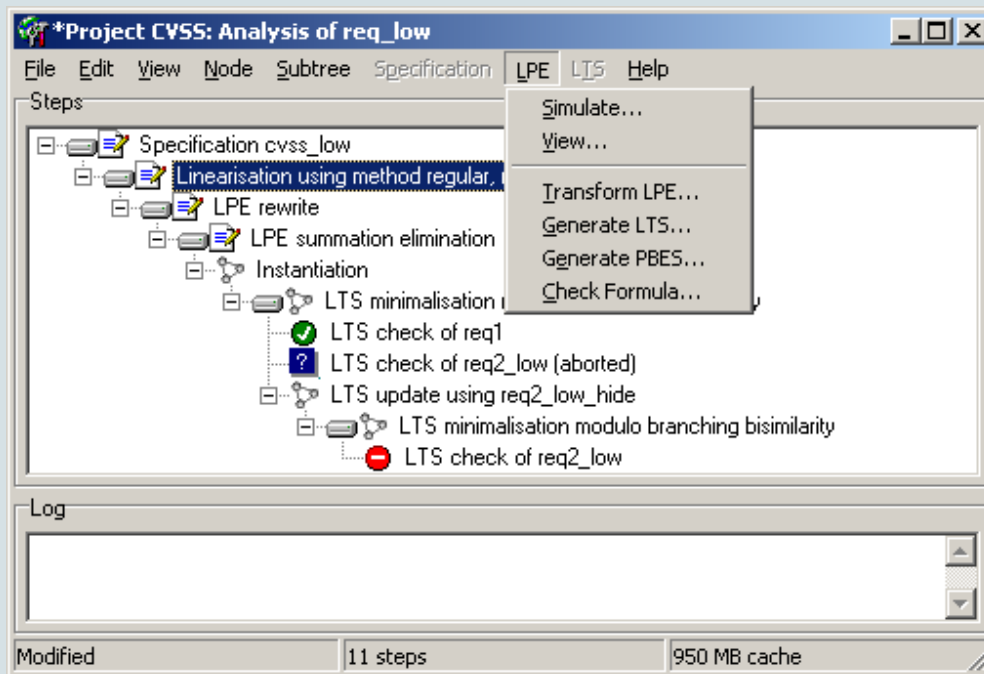 *Project CVSS: Analysis of req_low
File Edit View Node Subtree Specification LPE LTS Help
Steps
Simulate...
View...
Transform LPE...
Generate LTS...
Generate PBES...
Check Formula...
Specification cvss_low
Linearisation using method regular,
LPE rewrite
LPE summation elimination
Instantiation
LTS minimalisation
LTS check of req1
LTS check of req2_low (aborted)
LTS update using req2_low_hide
LTS minimalisation modulo branching bisimilarity
LTS check of req2_low
Log
Modified 11 steps 950 MB cache